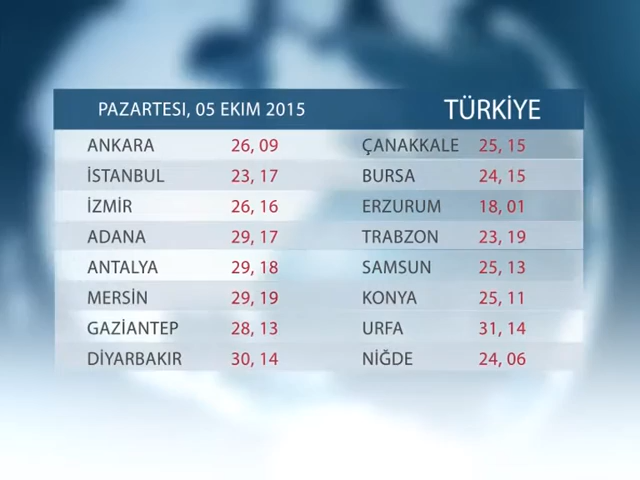 PAZARTESI, 05 EKIM 2015 TÜRKİYE
ANKARA 26, 09 ÇANAKKALE 25, 15
İSTANBUL 23, 17 BURSA 24, 15
İZMİR 26, 16 ERZURUM 18, 01
ADANA 29, 17 TRABZON 23, 19
ANTALYA 29, 18 SAMSUN 25, 13
MERSİN 29, 19 KONYA 25, 11
GAZİANTEP 28, 13 URFA 31, 14
DİYARBAKIR 30, 14 NİĞDE 24, 06